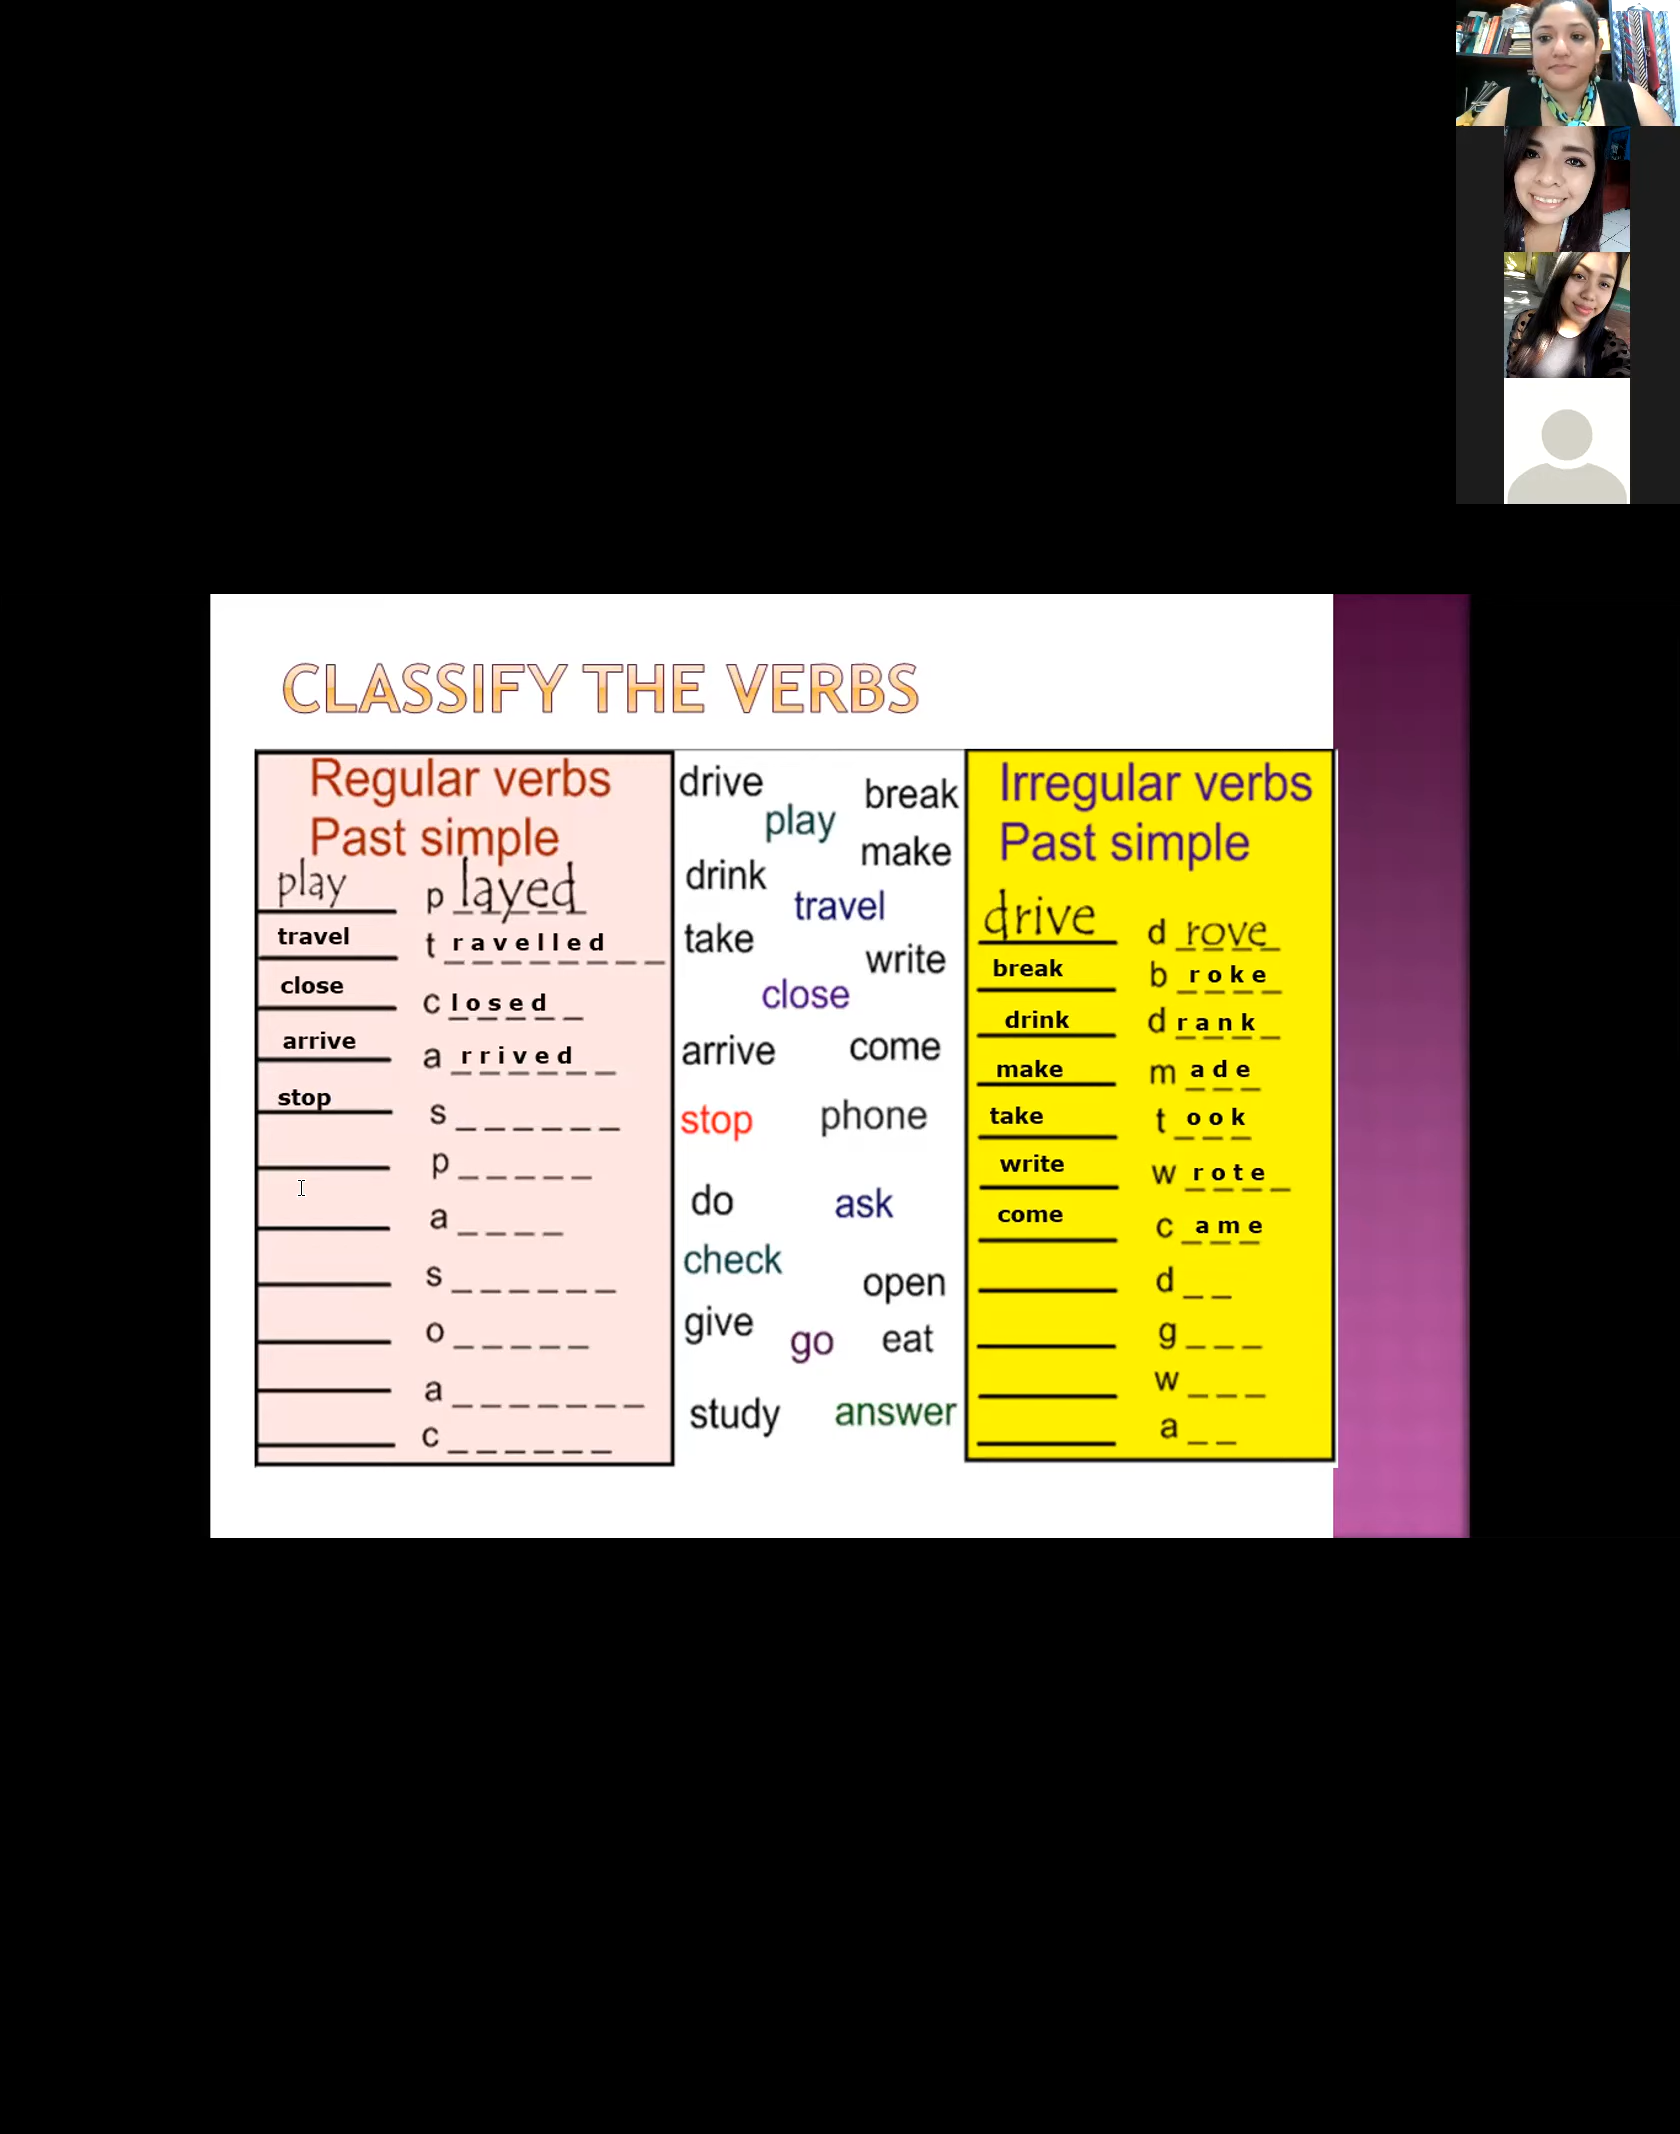 CLASSIFY THE VERBS
Regular verbs
Past simple
play p layed
travel t r a v e l l e d _
close c l o s e d
arrive a r r i v e d
stop s _ _ _ _ _ _
p _ _ _ _ _
a _ _ _ _
s _ _ _ _ _ _
o _ _ _ _ _
a _ _ _ _ _ _ _
c _ _ _ _ _ _
drive break
play
make
drink
travel
take
write
close
arrive come
stop phone
do ask
check
open
give go eat
study answer
Irregular verbs
Past simple
drive d rove
break b r o k e
drink d r a n k
make m a d e
take t o o k
write w r o t e
come c a m e
d _ _
g _ _ _
w _ _ _
a _ _